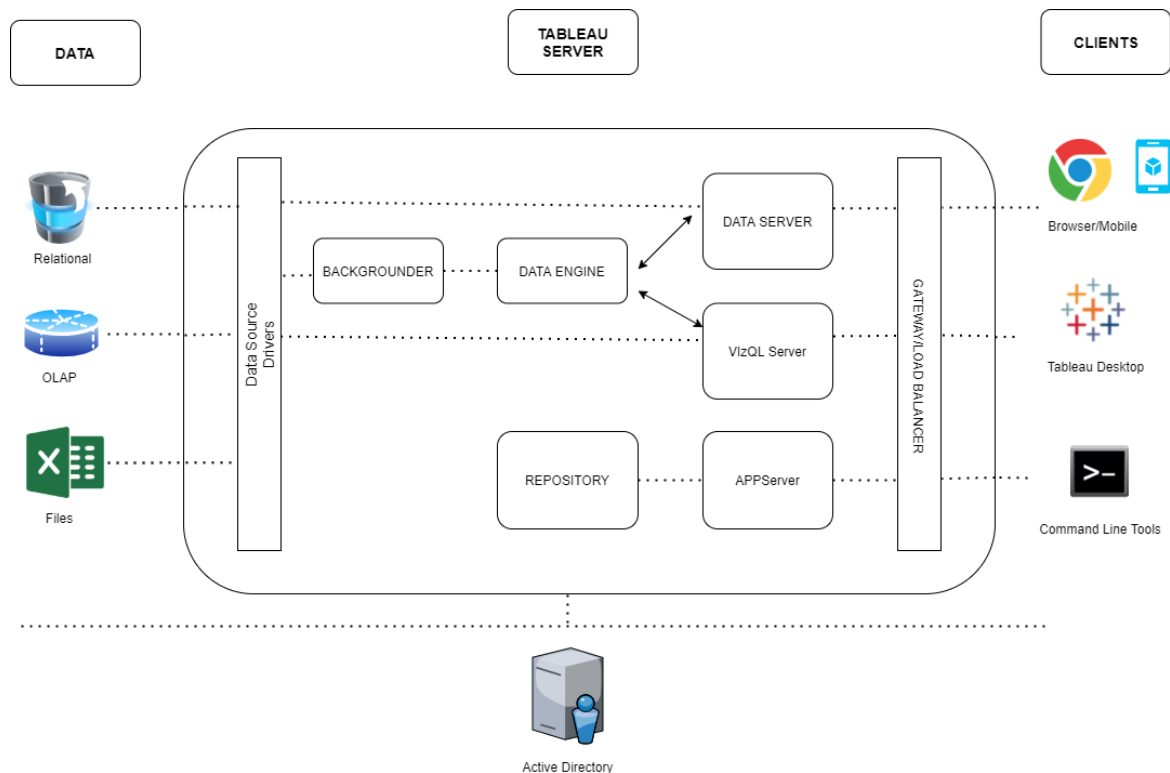 DATA
TABLEAU
SERVER
CLIENTS
Relational
OLAP
Files
Data Source
Drivers
BACKGROUNDER
DATA ENGINE
DATA SERVER
VIzQL Server
REPOSITORY
APPServer
GATEWAY/LOAD BALANCER
Browser/Mobile
Tableau Desktop
>–
Command Line Tools
X
Active Directory